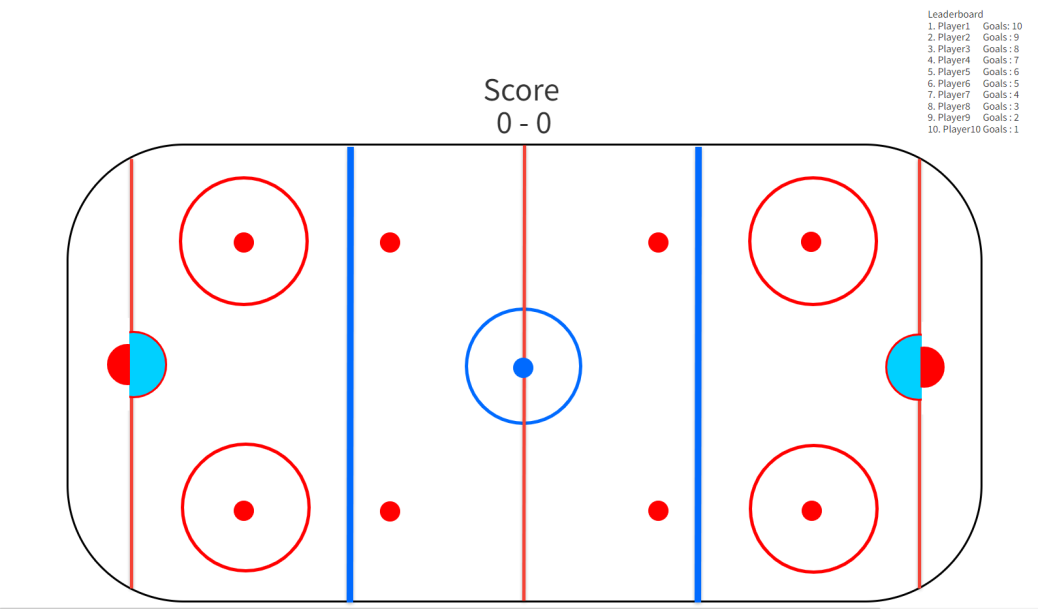 Leaderboard
1. Player1 Goals: 10
2. Player2 Goals : 9
3. Player3 Goals : 8
4. Player4 Goals : 7
5. Player5 Goals : 6
6. Player6 Goals : 5
7. Player7 Goals : 4
8. Player8 Goals : 3
9. Player9 Goals : 2
10. Player10 Goals : 1
Score
0 - 0